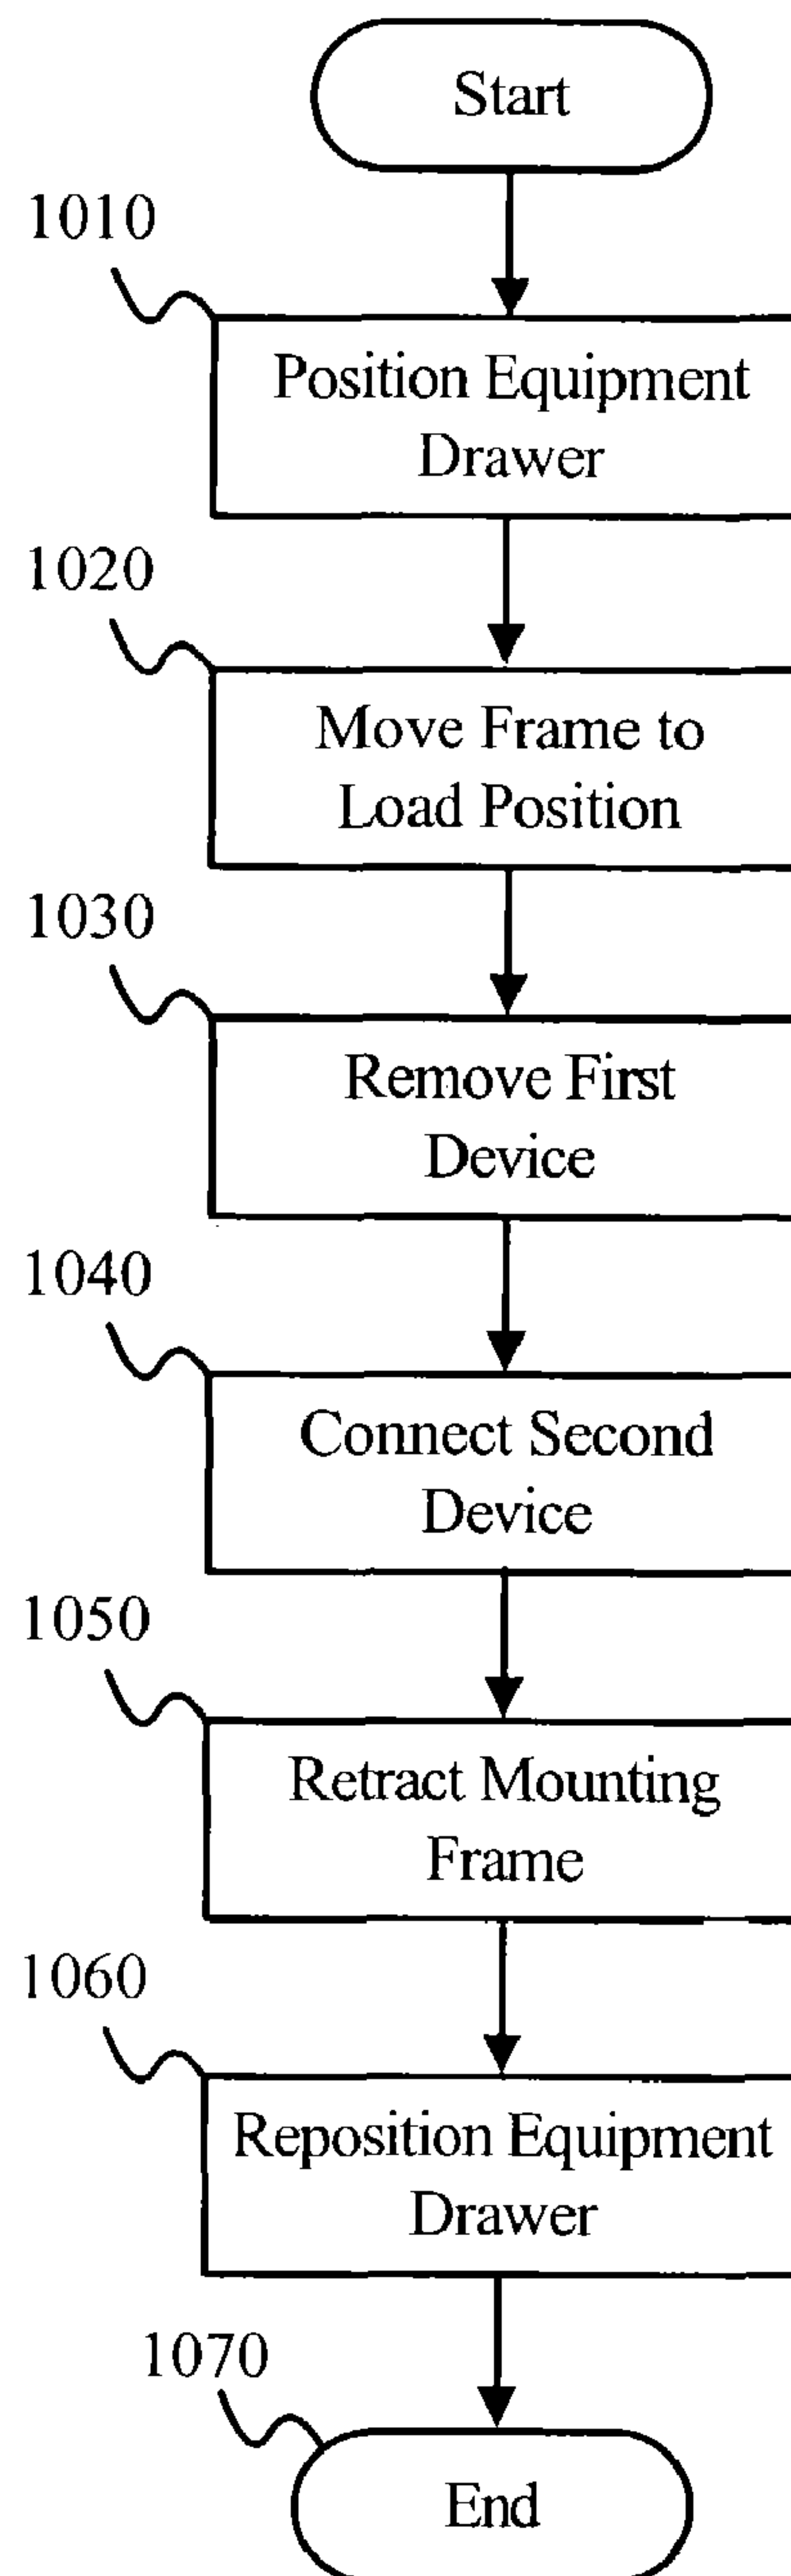 Start
1010
Position Equipment
Drawer
1020
Move Frame to
Load Position
1030
Remove First
Device
1040
Connect Second
Device
1050
Retract Mounting
Frame
1060
Reposition Equipment
Drawer
1070
End